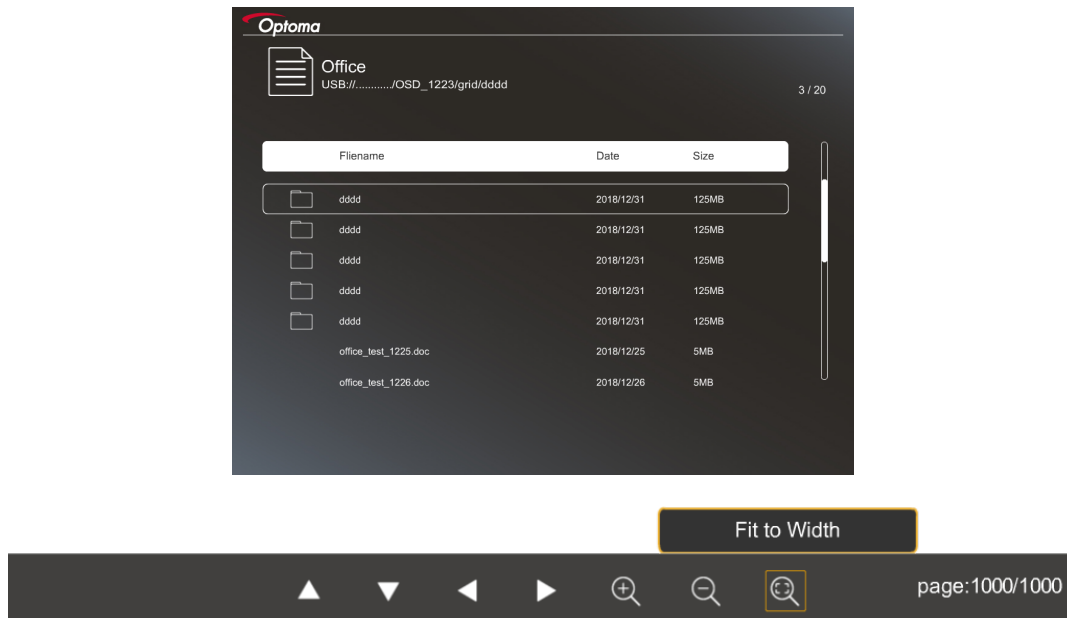 Optoma
Office
USB://.........../OSD_1223/grid/dddd
3 / 20
Fliename Date Size
dddd 2018/12/31 125MB
dddd 2018/12/31 125MB
dddd 2018/12/31 125MB
dddd 2018/12/31 125MB
dddd 2018/12/31 125MB
office_test_1225.doc 2018/12/25 5MB
office_test_1226.doc 2018/12/26 5MB
Fit to Width
page:1000/1000